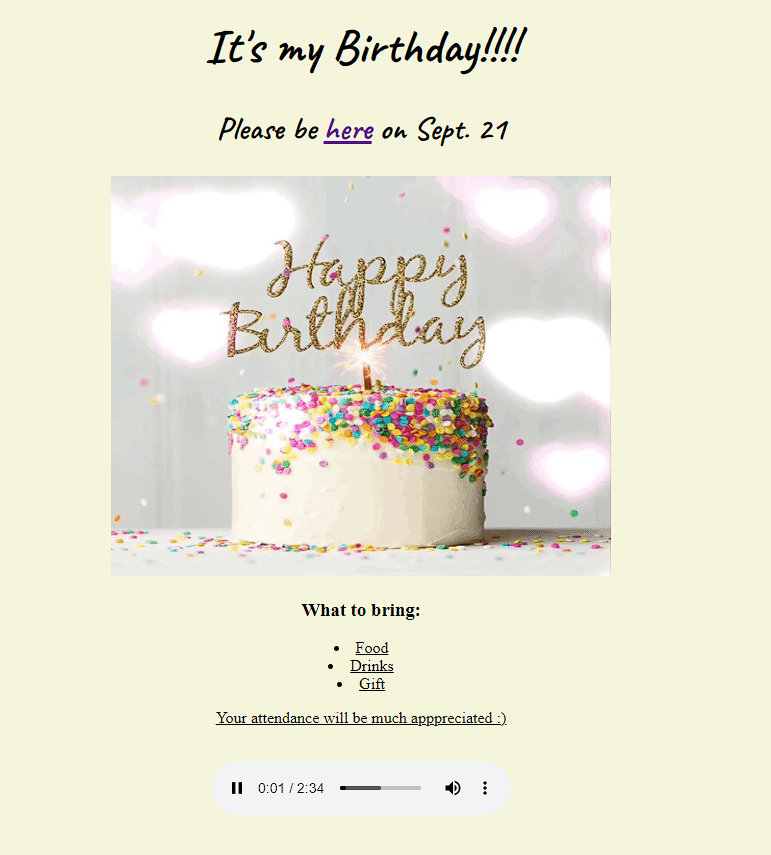 It's my Birthday!!!!
Please be here on Sept. 21
Happy
Birthday
What to bring:
Food
Drinks
Gift
Your attendance will be much apppreciated :)
0:01 / 2:34